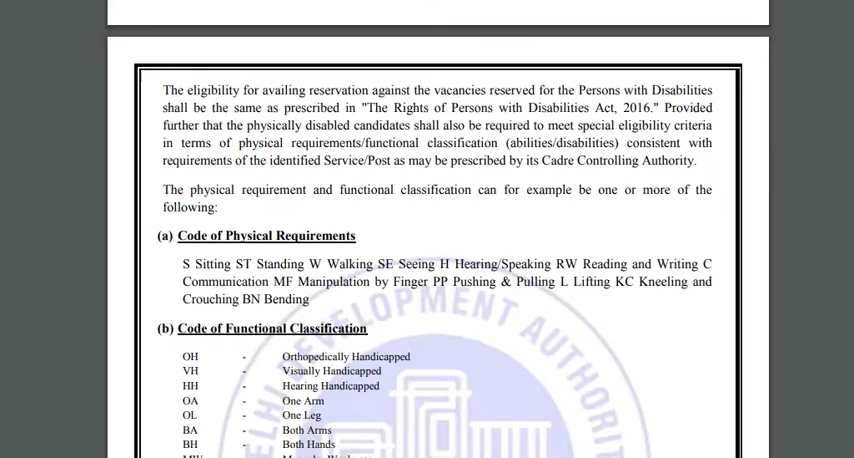 The eligibility for availing reservation against the vacancies reserved for the Persons with Disabilities
shall be the same as prescribed in "The Rights of Persons with Disabilities Act, 2016." Provided
further that the physically disabled candidates shall also be required to meet special eligibility criteria
in terms of physical requirements/functional classification (abilities/disabilities) consistent with
requirements of the identified Service/Post as may be prescribed by its Cadre Controlling Authority.
The physical requirement and functional classification can for example be one or more of the
following:
(a) Code of Physical Requirements
S Sitting ST Standing W Walking SE Seeing H Hearing/Speaking RW Reading and Writing C
Communication MF Manipulation by Finger PP Pushing & Pulling L Lifting KC Kneeling and
Crouching BN Bending
(b) Code of Functional Classification
OH - Orthopedically Handicapped
VH - Visually Handicapped
HH - Hearing Handicapped
OA - One Arm
OL - One Leg
BA - Both Arms
BH - Both Hands
DELHI DEVELOPMENT AUTHORITY